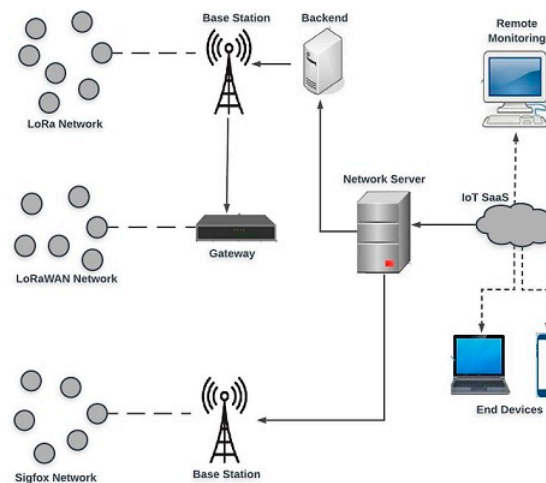 Base Station
Backend
Remote
Monitoring
LoRa Network
Network Server
IoT SaaS
Gateway
LoRaWAN Network
End Devices
Sigfox Network
Base Station